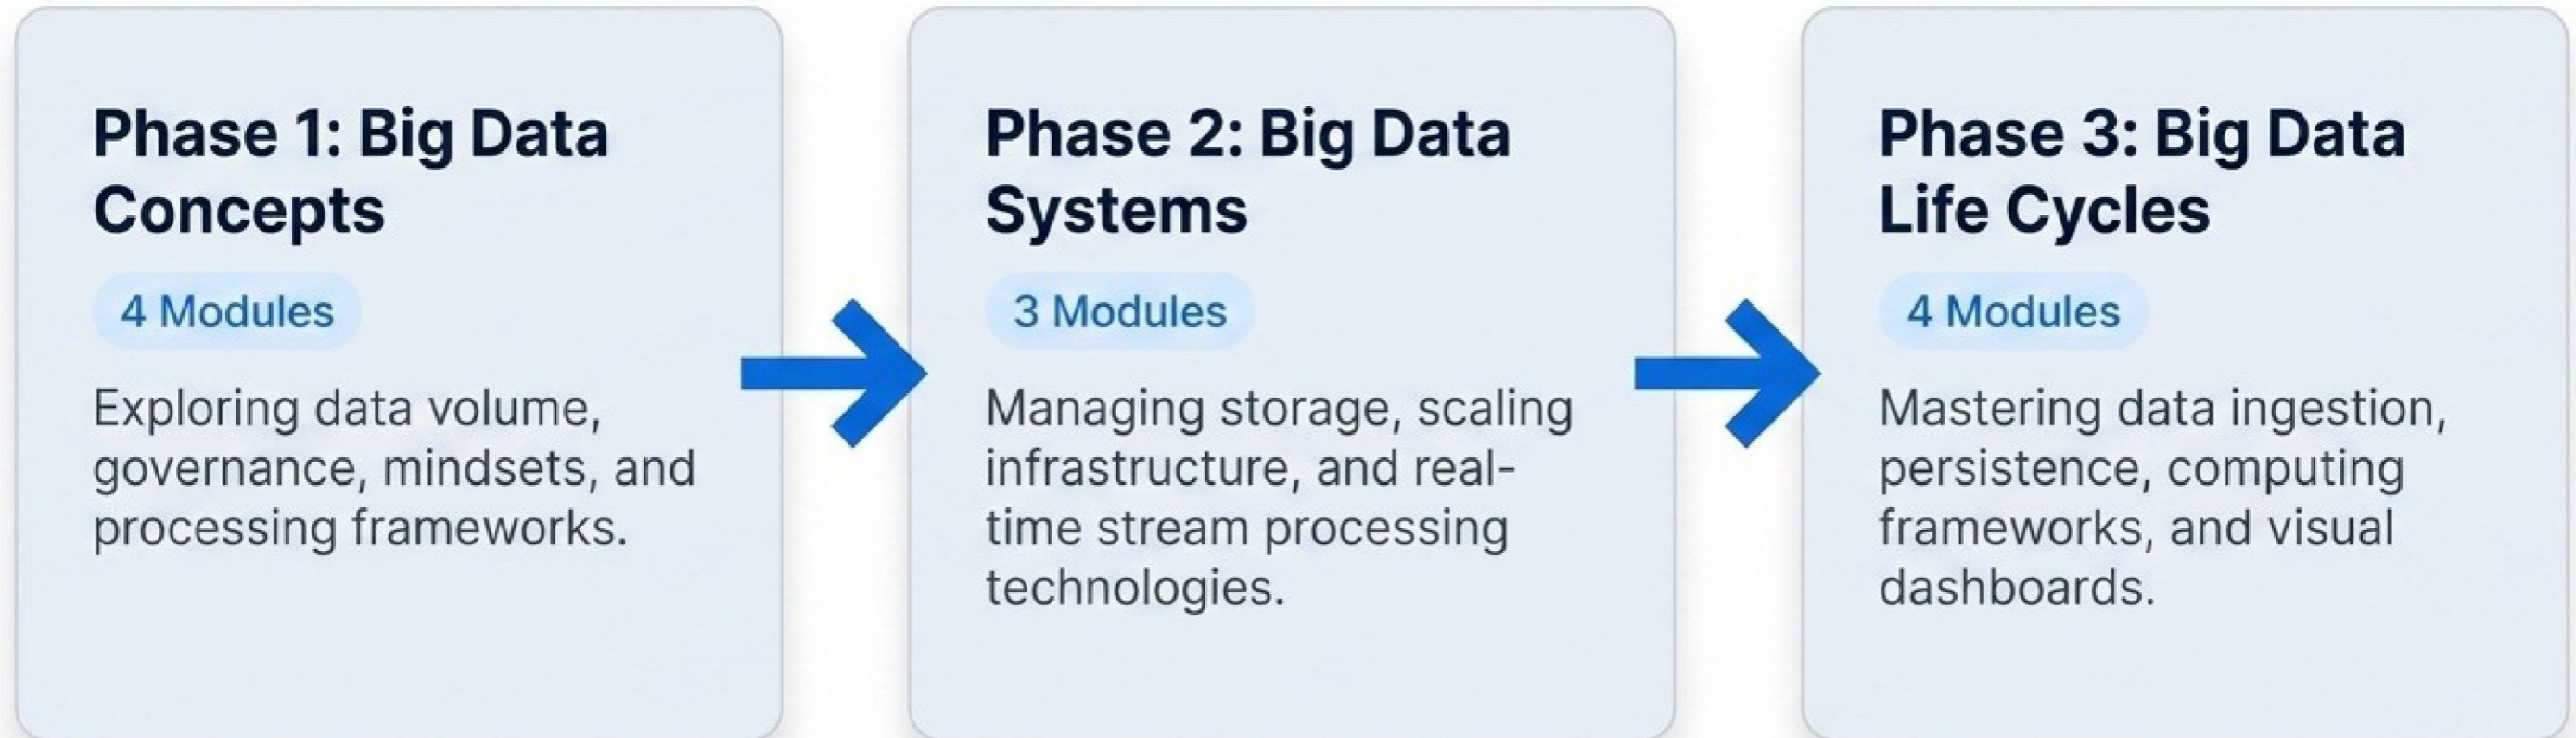 Phase 1: Big Data
Concepts
4 Modules
Exploring data volume,
governance, mindsets, and
processing frameworks.
Phase 2: Big Data
Systems
3 Modules
Managing storage, scaling
infrastructure, and real-
time stream processing
technologies.
Phase 3: Big Data
Life Cycles
4 Modules
Mastering data ingestion,
persistence, computing
frameworks, and visual
dashboards.